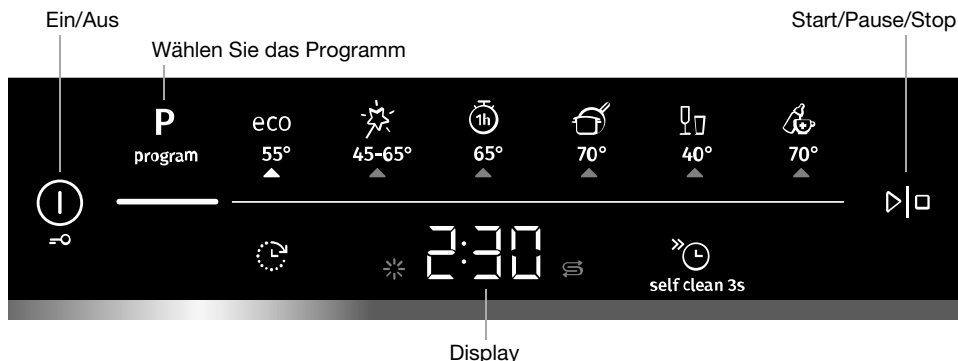 Ein/Aus
Start/Pause/Stop
Wählen Sie das Programm
P
program
eco
55°
45-65°
1h
65°
70°
40°
70°
2:30
self clean 3s
Display